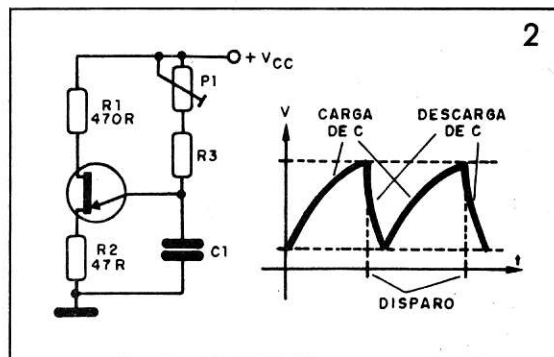 2
+ VCC
P1
R1
470R
R3
R2
47R
C1
V
CARGA
DE C
DESCARGA
DE C
t
DISPARO